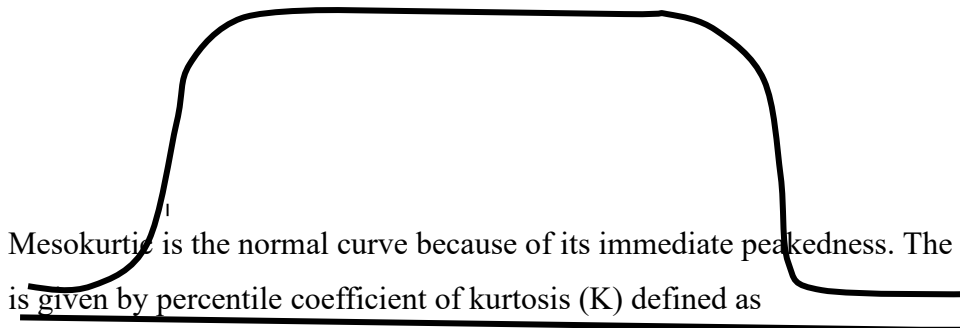 Mesokurtic is the normal curve because of its immediate peakedness. The
is given by percentile coefficient of kurtosis (K) defined as